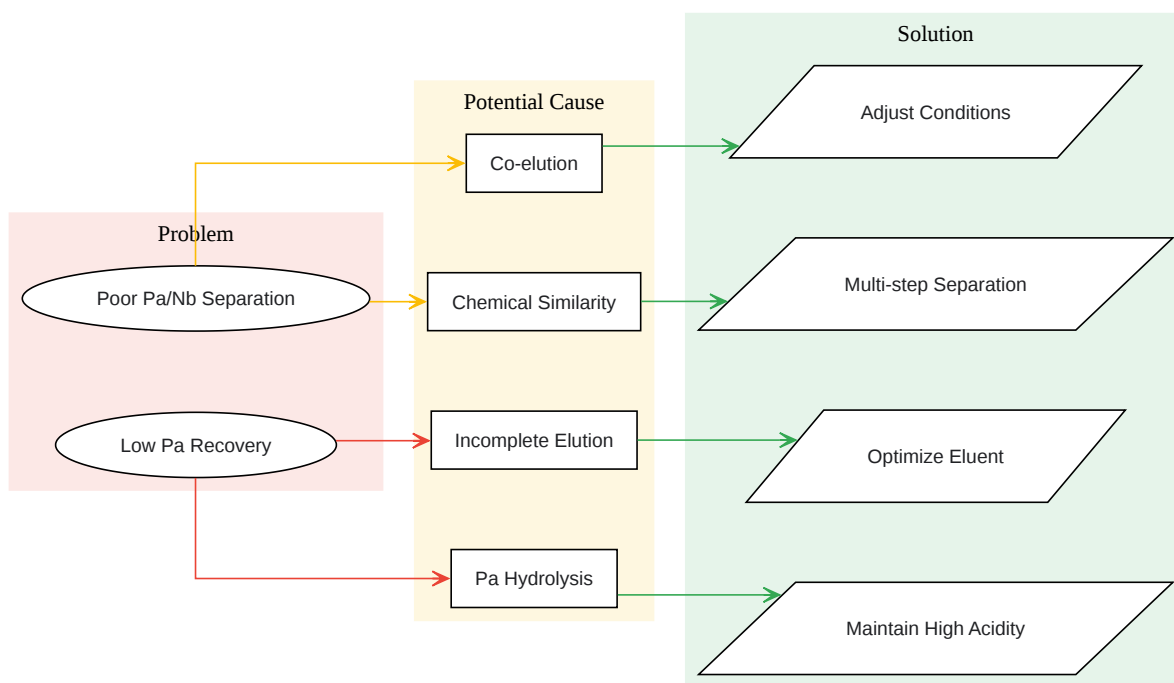 Solution
Potential Cause
Adjust Conditions
Co-elution
Problem
Poor Pa/Nb Separation
Chemical Similarity
Multi-step Separation
Low Pa Recovery
Incomplete Elution
Optimize Eluent
Pa Hydrolysis
Maintain High Acidity